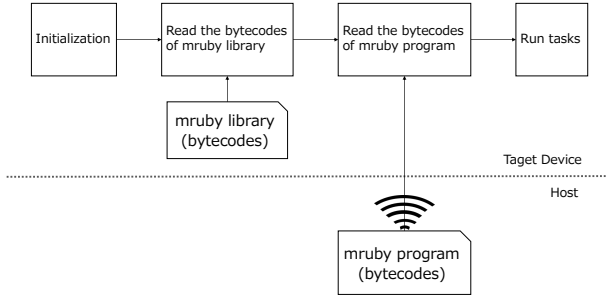 Initialization
Read the bytecodes
of mruby library
Read the bytecodes
of mruby program
Run tasks
mruby library
(bytecodes)
Taget Device
Host
mruby program
(bytecodes)